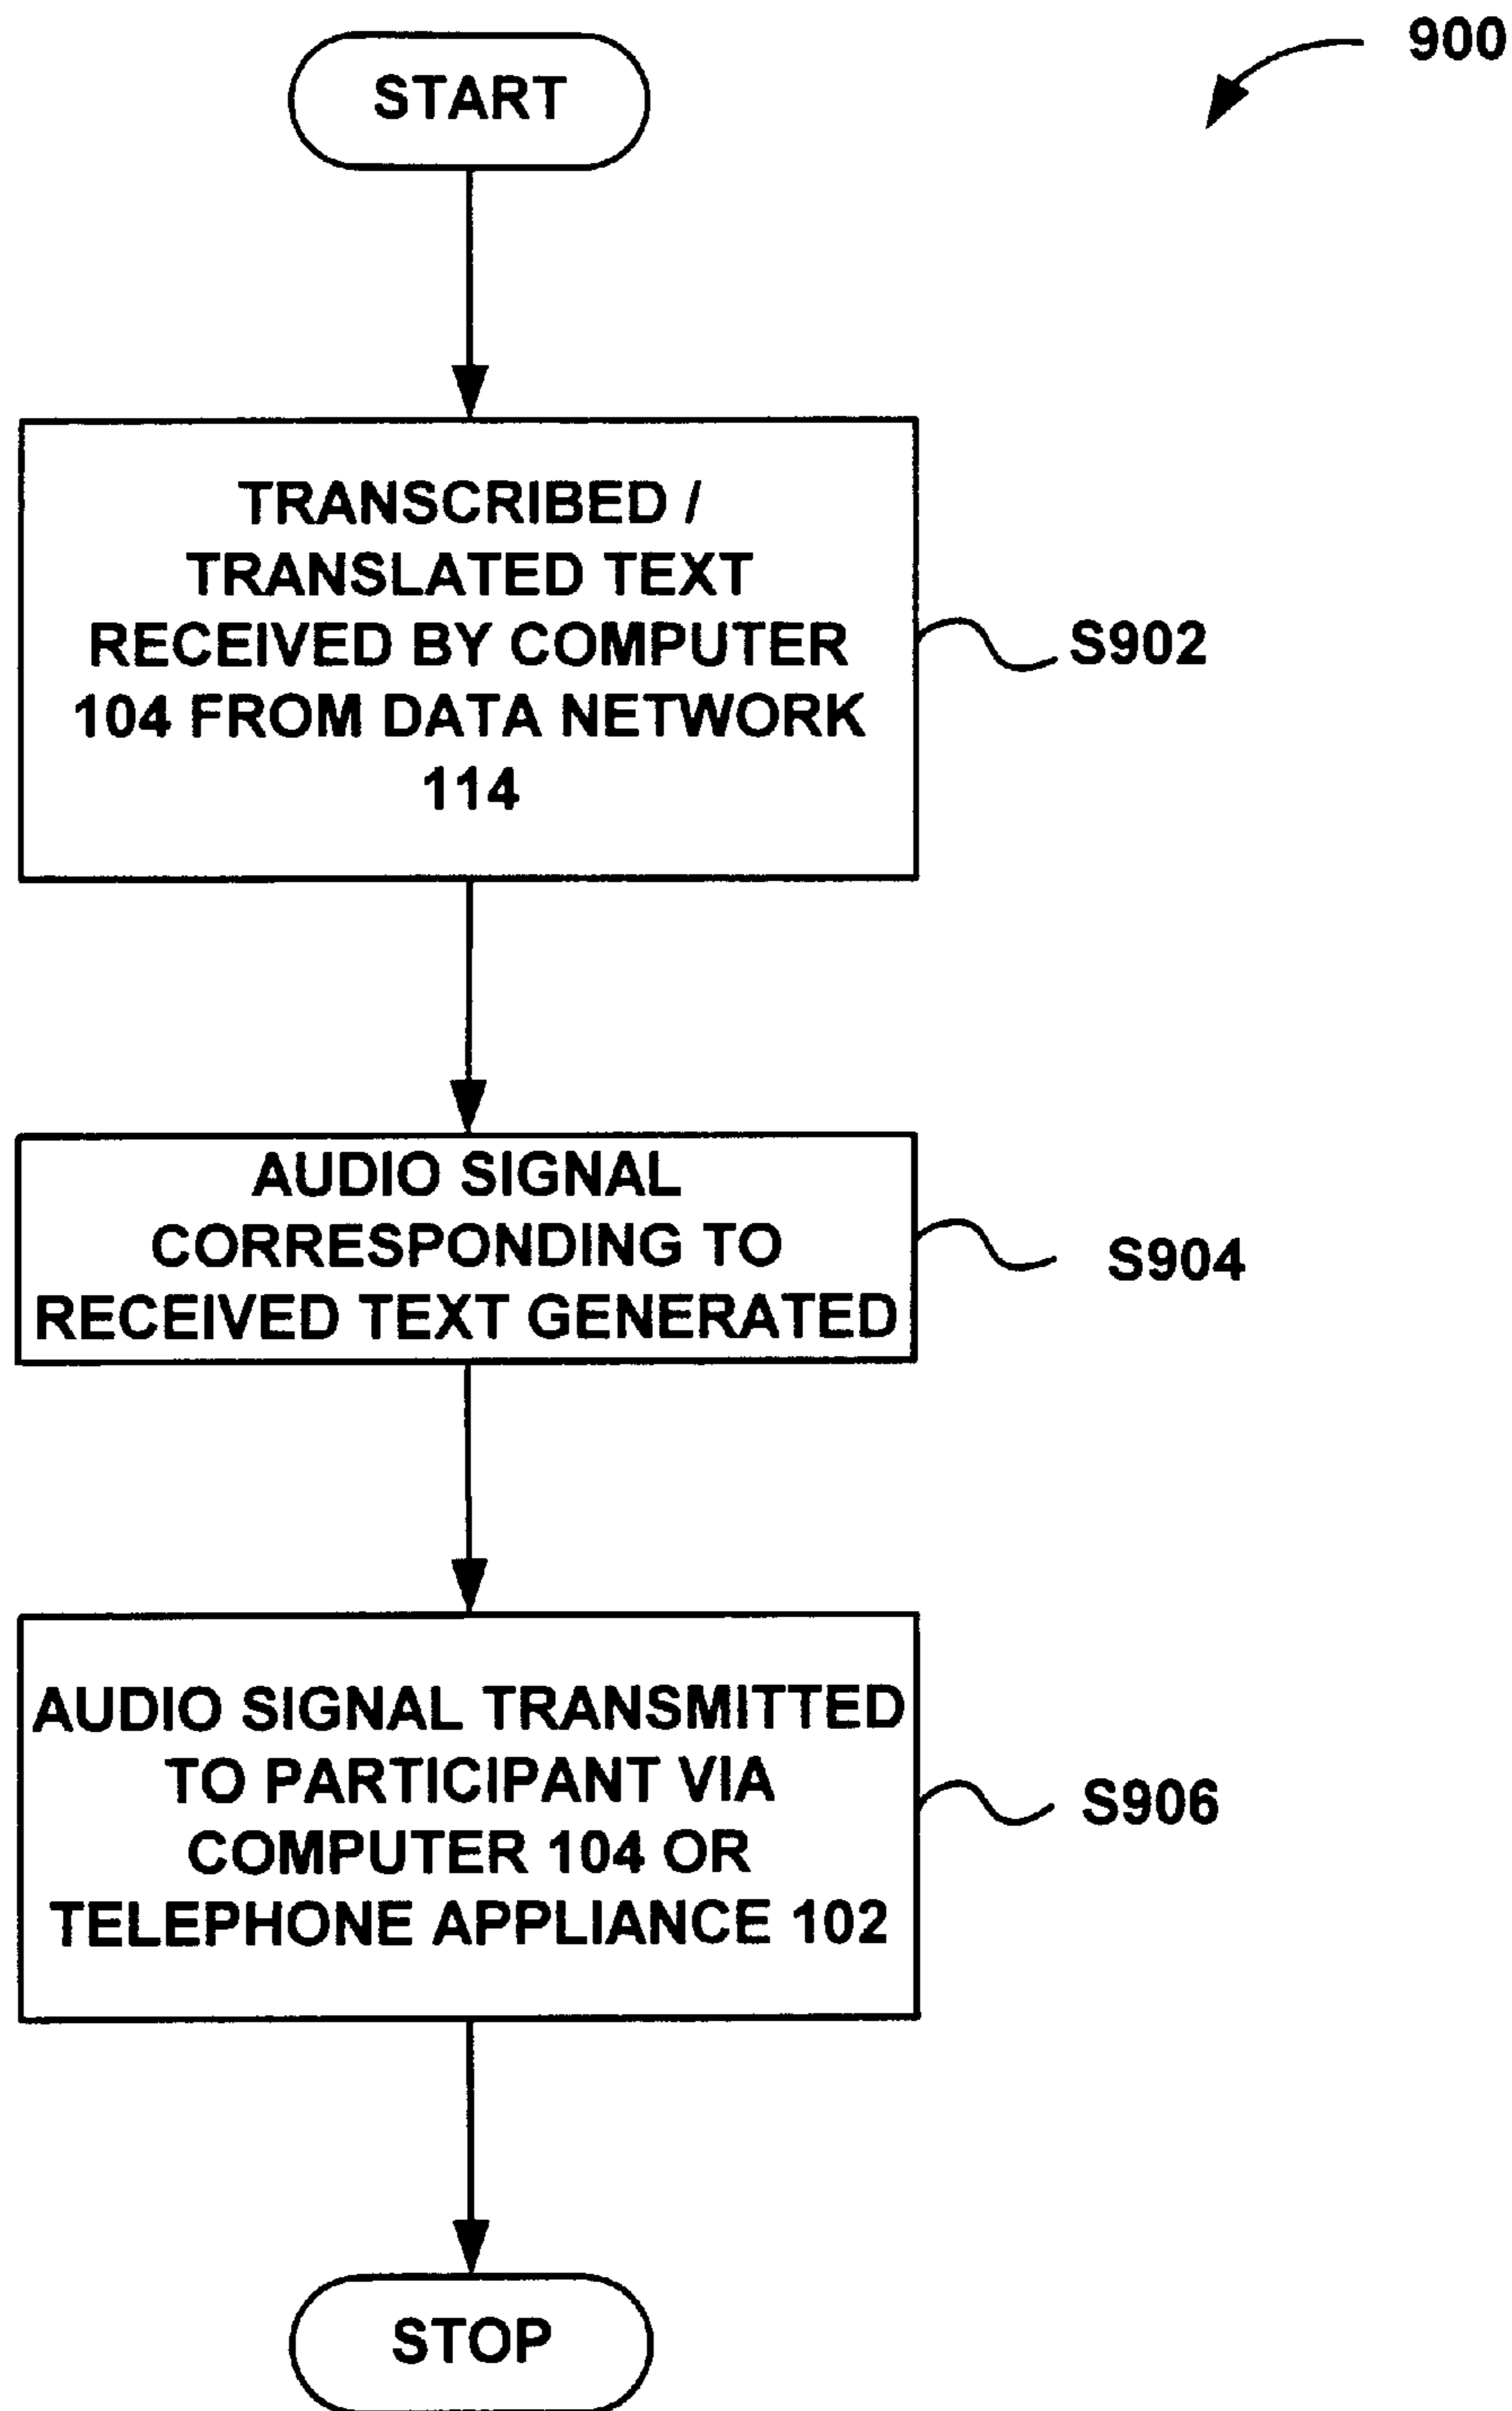 900
START
TRANSCRIBED /
TRANSLATED TEXT
RECEIVED BY COMPUTER
104 FROM DATA NETWORK
114
S902
AUDIO SIGNAL
CORRESPONDING TO
RECEIVED TEXT GENERATED
S904
AUDIO SIGNAL TRANSMITTED
TO PARTICIPANT VIA
COMPUTER 104 OR
TELEPHONE APPLIANCE 102
S906
STOP